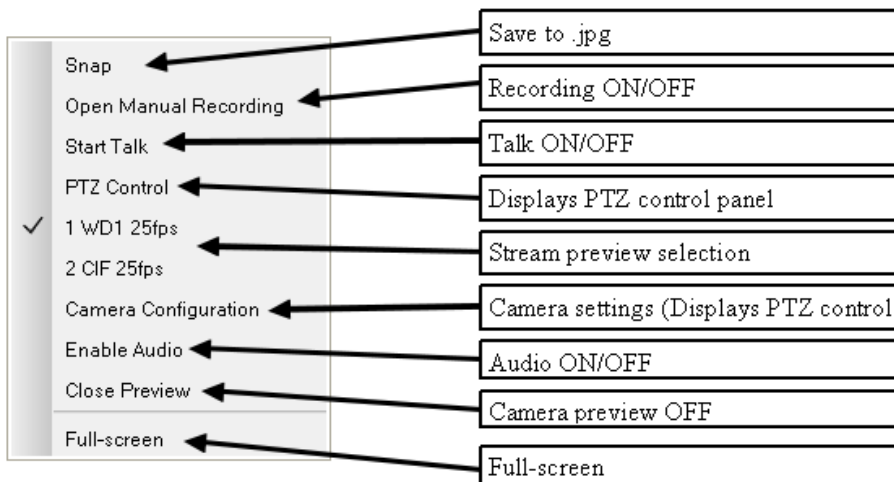 Snap
Open Manual Recording
Start Talk
PTZ Control
1 WD1 25fps
2 CIF 25fps
Camera Configuration
Enable Audio
Close Preview
Full-screen
Save to .jpg
Recording ON/OFF
Talk ON/OFF
Displays PTZ control panel
Stream preview selection
Camera settings (Displays PTZ control
Audio ON/OFF
Camera preview OFF
Full-screen